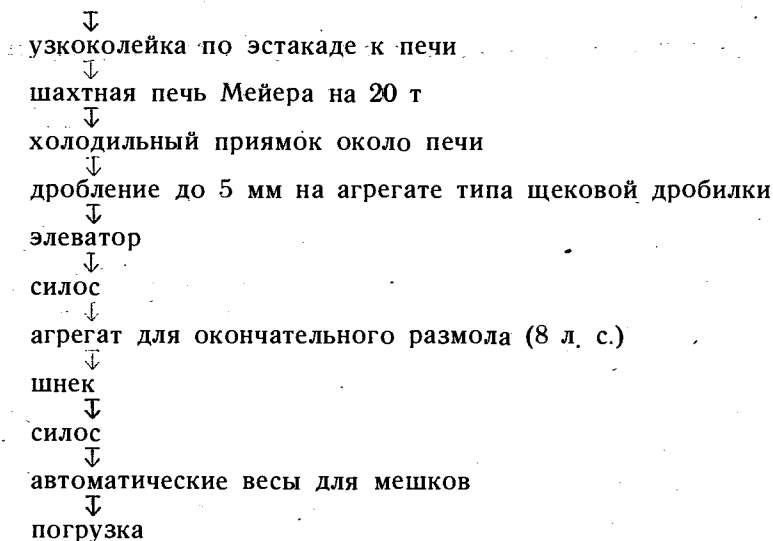 ↓
узкоколейка по эстакаде к печи
↓
шахтная печь Мейера на 20 т
↓
холодильный приямок около печи
↓
дробление до 5 мм на агрегате типа щековой дробилки
↓
элеватор
↓
силос
↓
агрегат для окончательного размола (8 л. с.)
↓
шнек
↓
силос
↓
автоматические весы для мешков
↓
погрузка